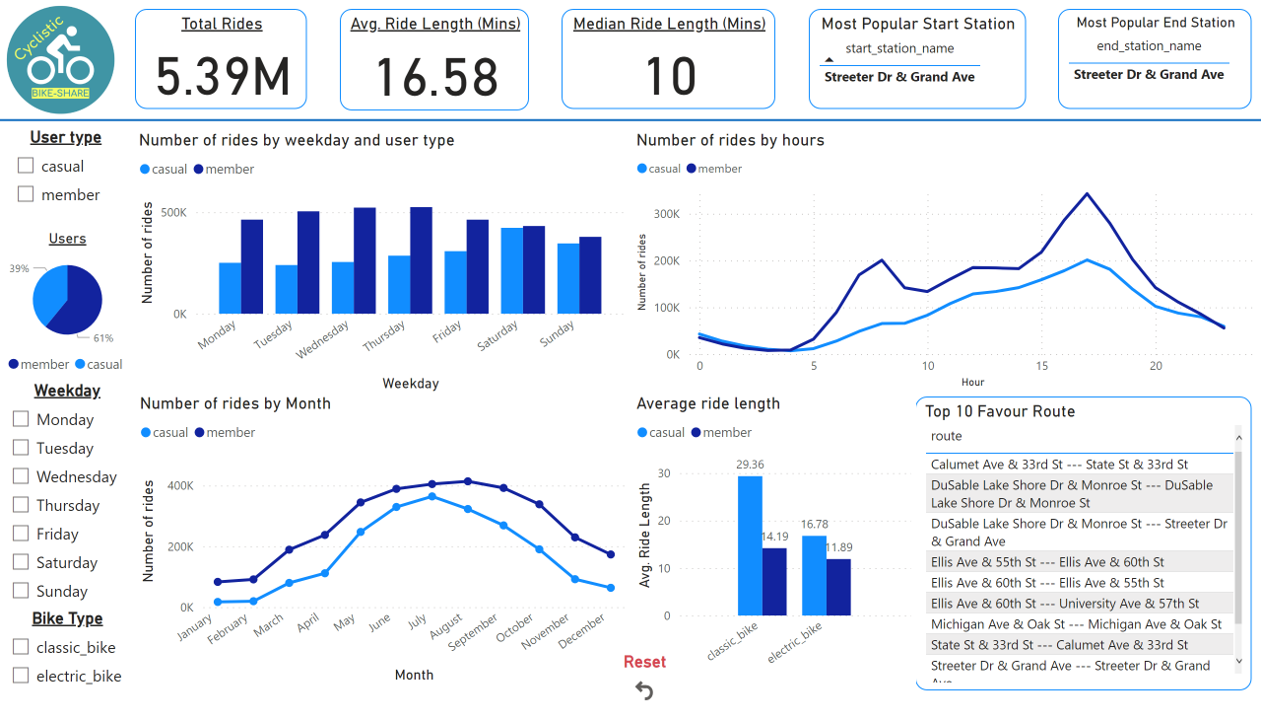 Cyclistic
BIKE-SHARE
Total Rides
5.39M
Avg. Ride Length (Mins)
16.58
Median Ride Length (Mins)
10
Most Popular Start Station
start_station_name
Streeter Dr & Grand Ave
Most Popular End Station
end_station_name
Streeter Dr & Grand Ave
User type
casual
member
Users
39%
61%
member casual
Weekday
Monday
Tuesday
Wednesday
Thursday
Friday
Saturday
Sunday
Bike Type
classic_bike
electric_bike
Number of rides by weekday and user type
casual member
Number of rides
500K
0K
Monday
Tuesday
Wednesday
Thursday
Friday
Saturday
Sunday
Weekday
Number of rides by hours
casual member
Number of rides
300K
200K
100K
0K
0 5 10 15 20
Hour
Number of rides by Month
casual member
Number of rides
400K
200K
0K
January
February
March
April
May
June
July
August
September
October
November
December
Month
Average ride length
casual member
Avg. Ride Length
30
20
10
0
29.36
14.19
16.78
11.89
classic_bike
electric_bike
Reset
Top 10 Favour Route
route
Calumet Ave & 33rd St --- State St & 33rd St
DuSable Lake Shore Dr & Monroe St --- DuSable
Lake Shore Dr & Monroe St
DuSable Lake Shore Dr & Monroe St --- Streeter Dr
& Grand Ave
Ellis Ave & 55th St --- Ellis Ave & 60th St
Ellis Ave & 60th St --- Ellis Ave & 55th St
Ellis Ave & 60th St --- University Ave & 57th St
Michigan Ave & Oak St --- Michigan Ave & Oak St
State St & 33rd St --- Calumet Ave & 33rd St
Streeter Dr & Grand Ave --- Streeter Dr & Grand